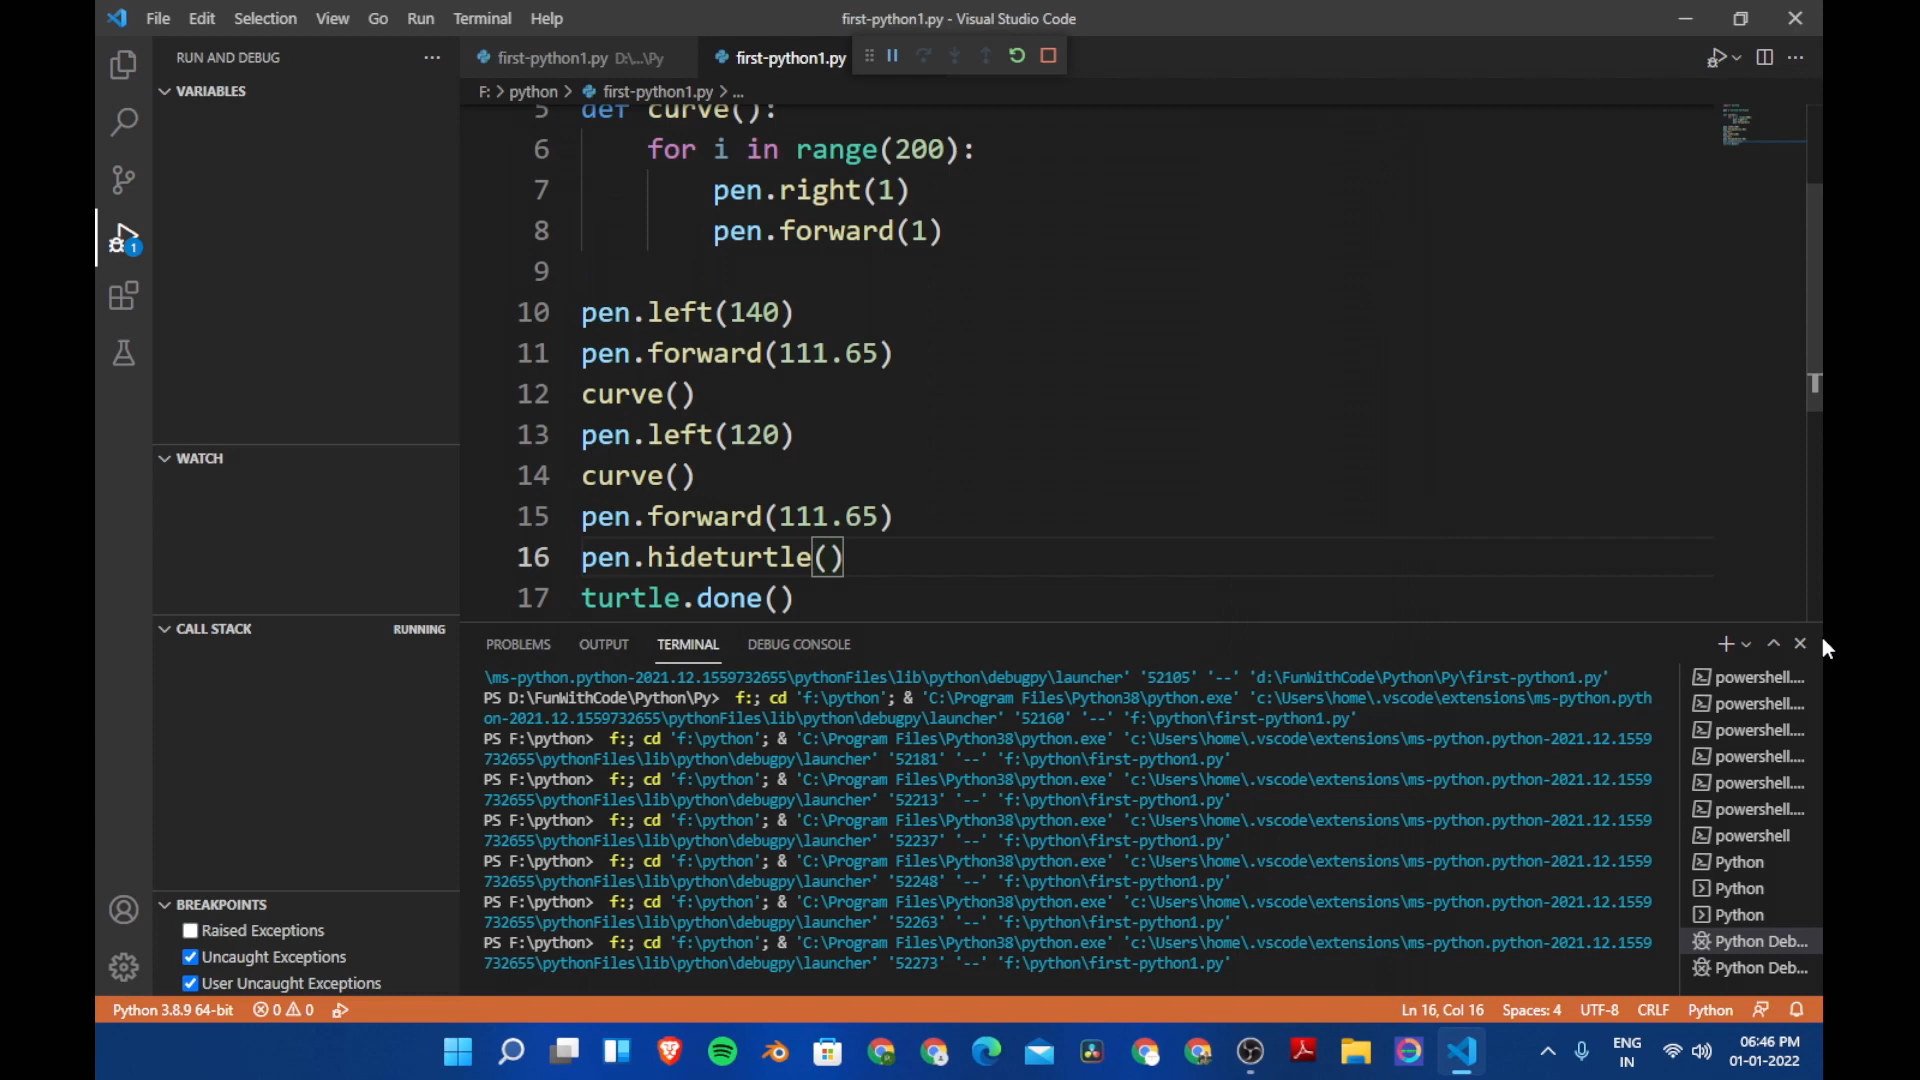 File Edit Selection View Go Run Terminal Help
first-python1.py - Visual Studio Code
RUN AND DEBUG
first-python1.py D:\...\Py
first-python1.py
VARIABLES
F: > python > first-python1.py > ...
5 def curve():
6 for i in range(200):
7 pen.right(1)
8 pen.forward(1)
9
10 pen.left(140)
11 pen.forward(111.65)
12 curve()
13 pen.left(120)
14 curve()
15 pen.forward(111.65)
16 pen.hideturtle()
17 turtle.done()
1
WATCH
CALL STACK RUNNING
PROBLEMS OUTPUT TERMINAL DEBUG CONSOLE
\ms-python.python-2021.12.1559732655\pythonFiles\lib\python\debugpy\launcher' '52105' '--' 'd:\FunWithCode\Python\Py\first-python1.py'
PS D:\FunWithCode\Python\Py> f:; cd 'f:\python'; & 'C:\Program Files\Python38\python.exe' 'c:\Users\home\.vscode\extensions\ms-python.pyth
on-2021.12.1559732655\pythonFiles\lib\python\debugpy\launcher' '52160' '--' 'f:\python\first-python1.py'
PS F:\python> f:; cd 'f:\python'; & 'C:\Program Files\Python38\python.exe' 'c:\Users\home\.vscode\extensions\ms-python.python-2021.12.1559
732655\pythonFiles\lib\python\debugpy\launcher' '52181' '--' 'f:\python\first-python1.py'
PS F:\python> f:; cd 'f:\python'; & 'C:\Program Files\Python38\python.exe' 'c:\Users\home\.vscode\extensions\ms-python.python-2021.12.1559
732655\pythonFiles\lib\python\debugpy\launcher' '52213' '--' 'f:\python\first-python1.py'
PS F:\python> f:; cd 'f:\python'; & 'C:\Program Files\Python38\python.exe' 'c:\Users\home\.vscode\extensions\ms-python.python-2021.12.1559
732655\pythonFiles\lib\python\debugpy\launcher' '52237' '--' 'f:\python\first-python1.py'
PS F:\python> f:; cd 'f:\python'; & 'C:\Program Files\Python38\python.exe' 'c:\Users\home\.vscode\extensions\ms-python.python-2021.12.1559
732655\pythonFiles\lib\python\debugpy\launcher' '52248' '--' 'f:\python\first-python1.py'
PS F:\python> f:; cd 'f:\python'; & 'C:\Program Files\Python38\python.exe' 'c:\Users\home\.vscode\extensions\ms-python.python-2021.12.1559
732655\pythonFiles\lib\python\debugpy\launcher' '52263' '--' 'f:\python\first-python1.py'
PS F:\python> f:; cd 'f:\python'; & 'C:\Program Files\Python38\python.exe' 'c:\Users\home\.vscode\extensions\ms-python.python-2021.12.1559
732655\pythonFiles\lib\python\debugpy\launcher' '52273' '--' 'f:\python\first-python1.py'
powershell....
powershell....
powershell....
powershell....
powershell....
powershell....
powershell
Python
Python
Python
Python Deb...
Python Deb...
BREAKPOINTS
Raised Exceptions
Uncaught Exceptions
User Uncaught Exceptions
Python 3.8.9 64-bit 0 0 Ln 16, Col 16 Spaces: 4 UTF-8 CRLF Python
ENG
IN
06:46 PM
01-01-2022